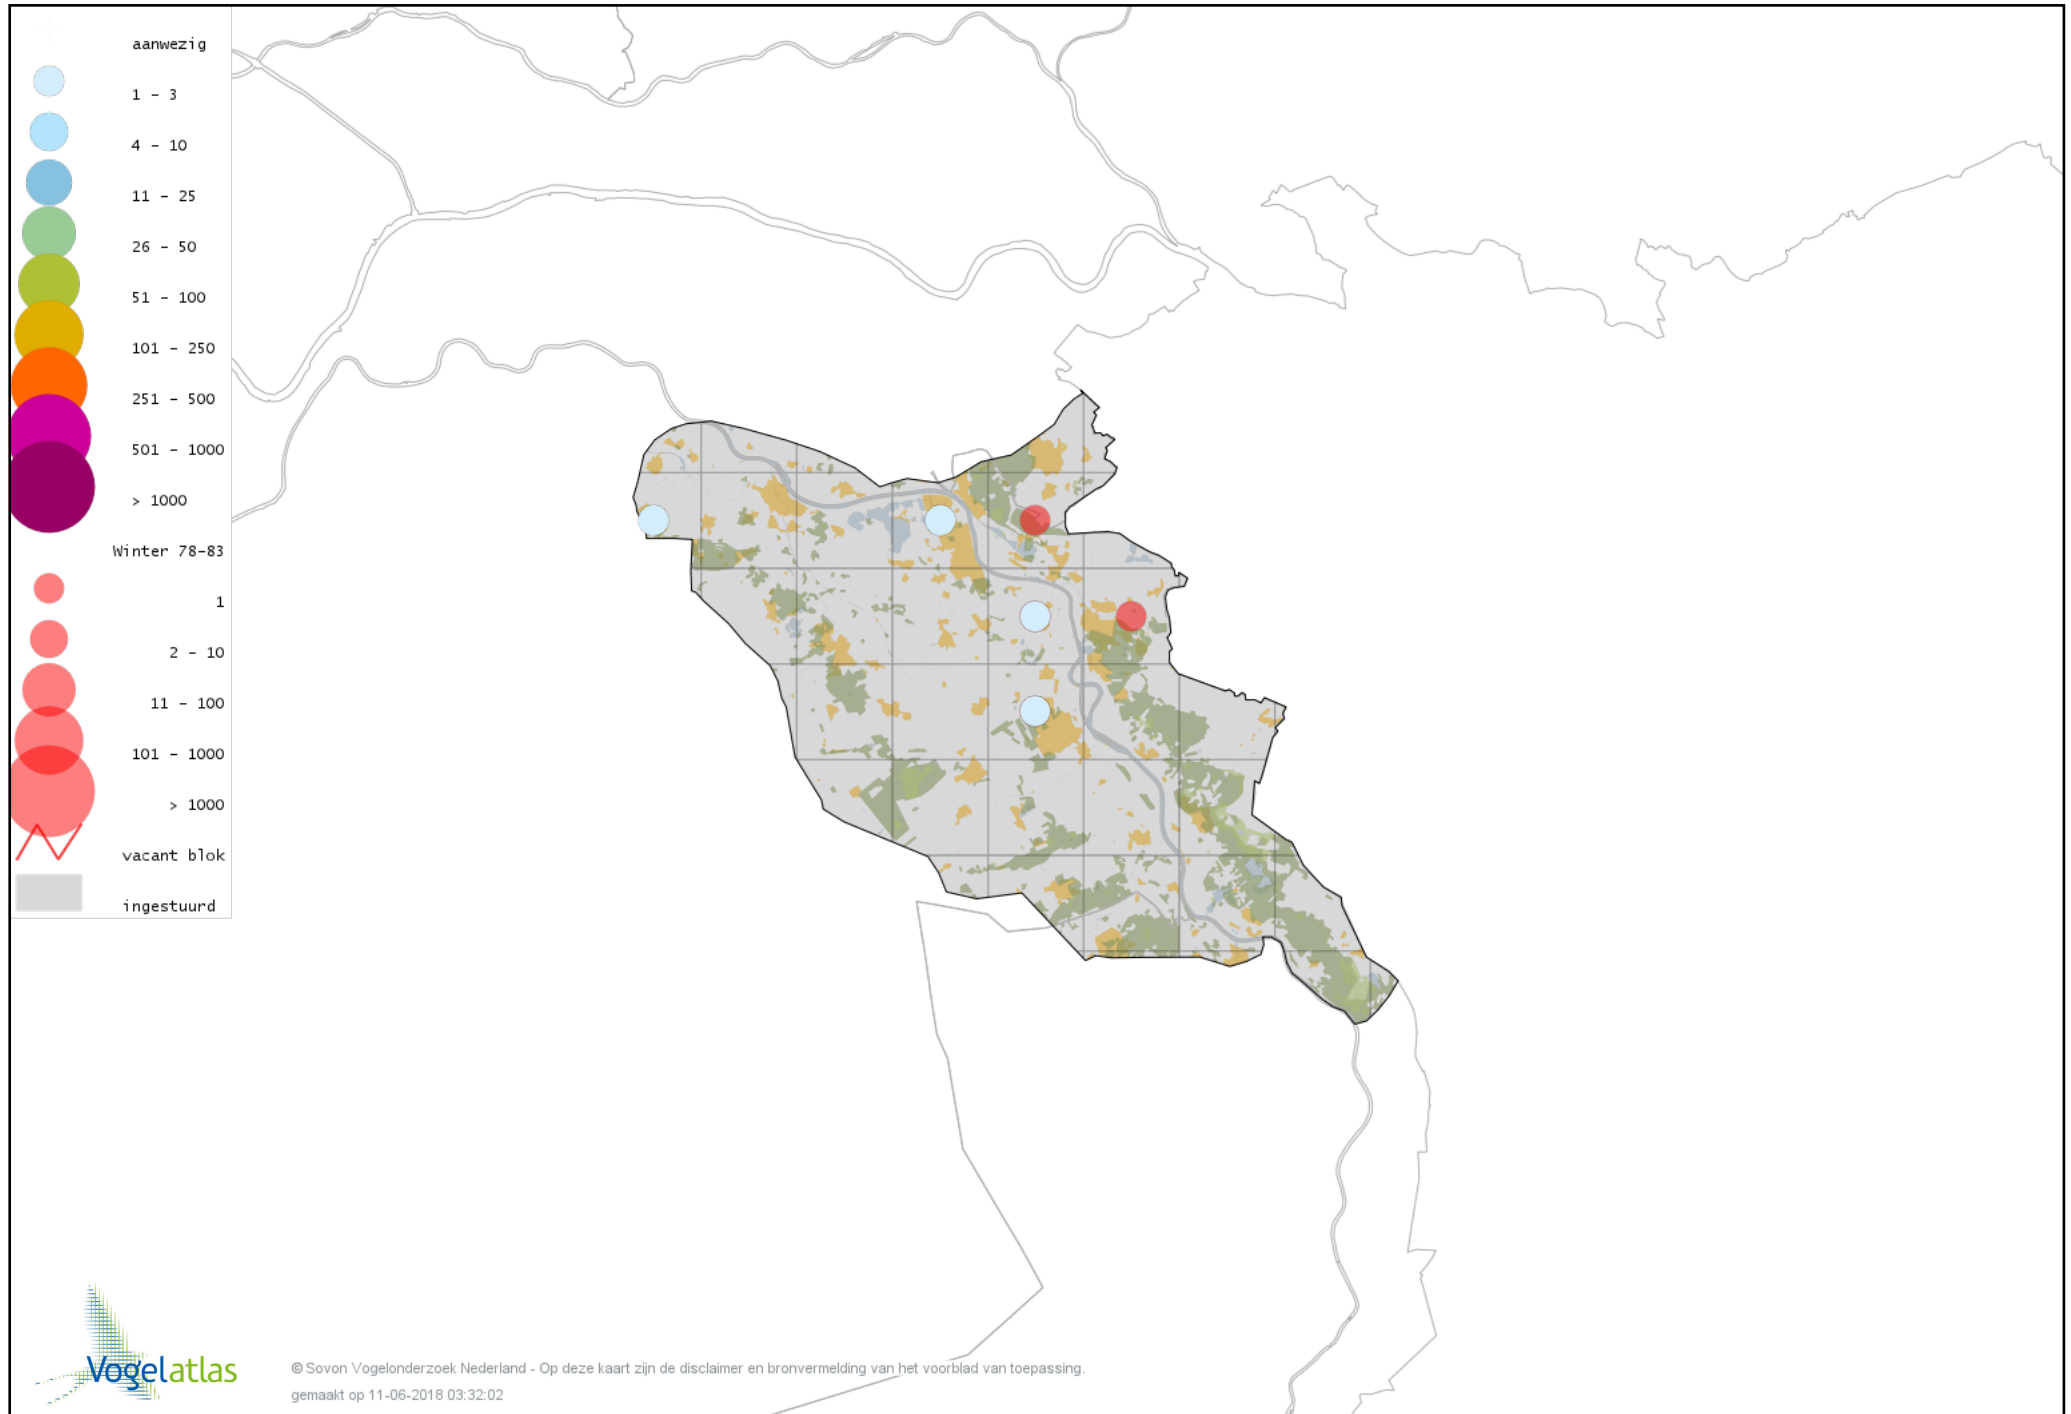 aanwezig
1 - 3
4 - 10
11 - 25
26 - 50
51 - 100
101 - 250
251 - 500
501 - 1000
> 1000
Winter 78-83
1
2 - 10
11 - 100
101 - 1000
> 1000
vacant blok
ingestuurd
Vogelatlas
© Sovon Vogelonderzoek Nederland - Op deze kaart zijn de disclaimer en bronvermelding van het voorblad van toepassing.
gemaakt op 11-06-2018 03:32:02